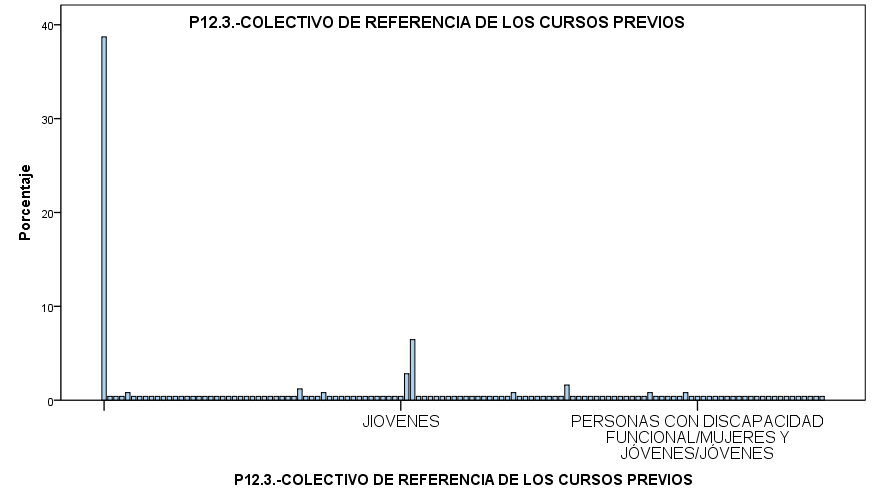 P12.3.-COLECTIVO DE REFERENCIA DE LOS CURSOS PREVIOS
40
30
20
10
0
Porcentaje
JIOVENES
PERSONAS CON DISCAPACIDAD
FUNCIONAL/MUJERES Y
JÓVENES/JÓVENES
P12.3.-COLECTIVO DE REFERENCIA DE LOS CURSOS PREVIOS